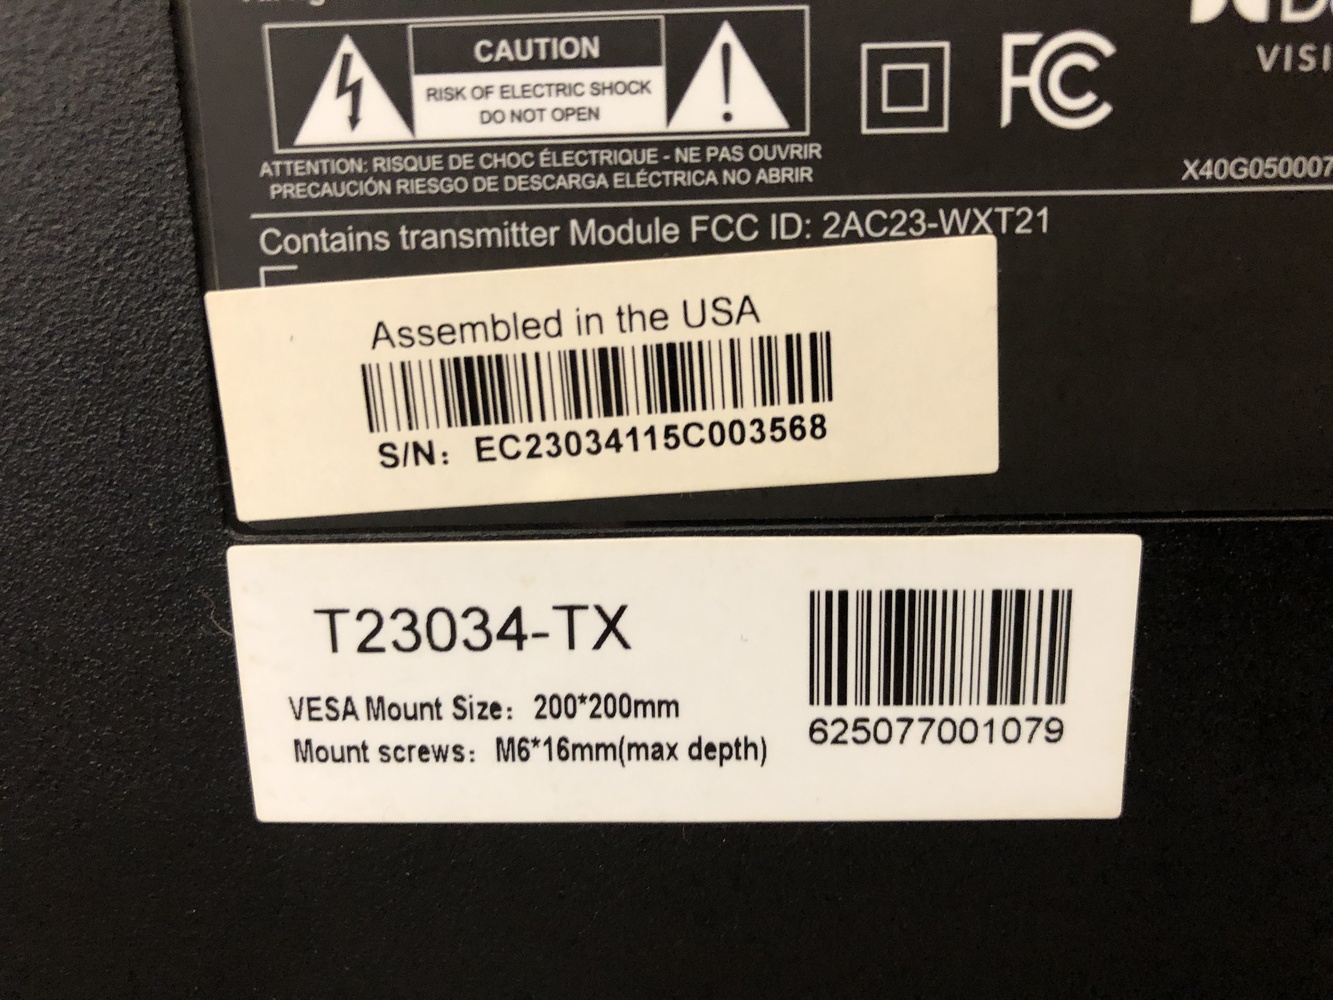 CAUTION
RISK OF ELECTRIC SHOCK
DO NOT OPEN
FC
VISI
ATTENTION: RISQUE DE CHOC ÉLECTRIQUE - NE PAS OUVRIR
PRECAUCIÓN RIESGO DE DESCARGA ELÉCTRICA NO ABRIR
X40G050007
Contains transmitter Module FCC ID: 2AC23-WXT21
Assembled in the USA
S/N: EC23034115C003568
T23034-TX
VESA Mount Size: 200*200mm
Mount screws: M6*16mm(max depth)
625077001079